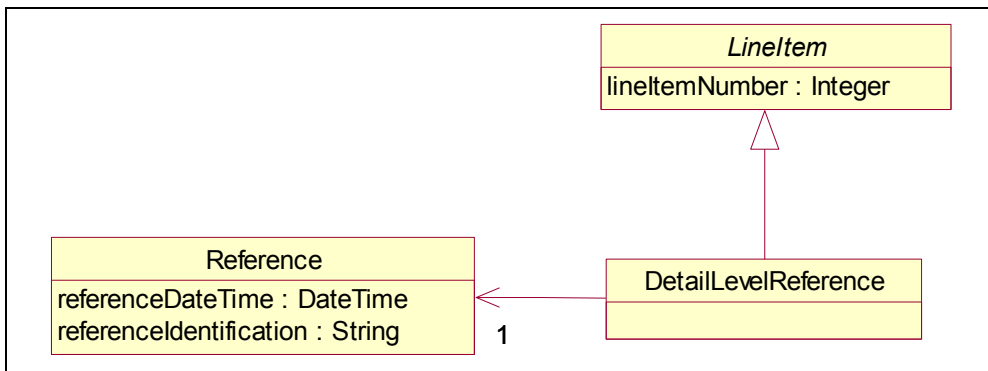 LineItem
lineItemNumber : Integer
Reference
referenceDateTime : DateTime
referenceIdentification : String
1
DetailLevelReference